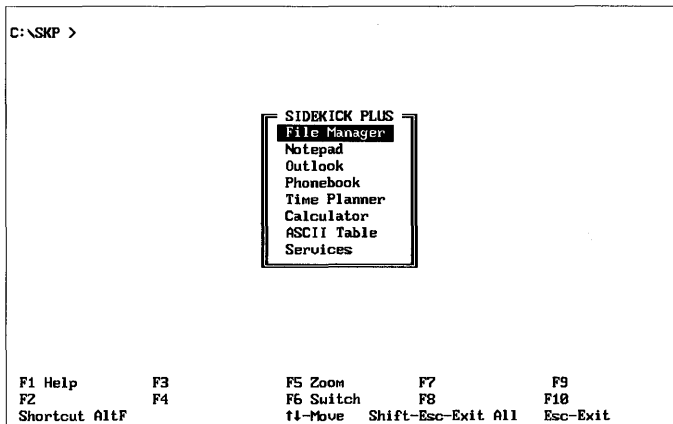 C:\SKP >
SIDEKICK PLUS
File Manager
Notepad
Outlook
Phonebook
Time Planner
Calculator
ASCII Table
Services
F1 Help F3 F5 Zoom F7 F9
F2 F4 F6 Switch F8 F10
Shortcut AltF ↑↓-Move Shift-Esc-Exit All Esc-Exit